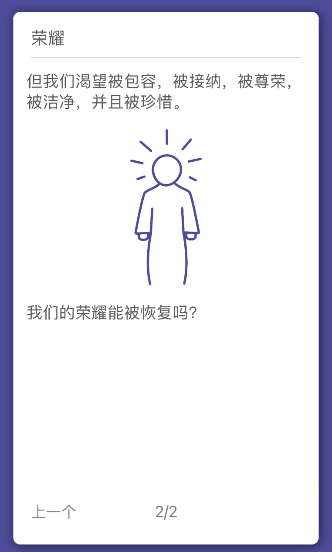 荣耀
但我们渴望被包容，被接纳，被尊荣，
被洁净，并且被珍惜。
我们的荣耀能被恢复吗？
上一个
2/2